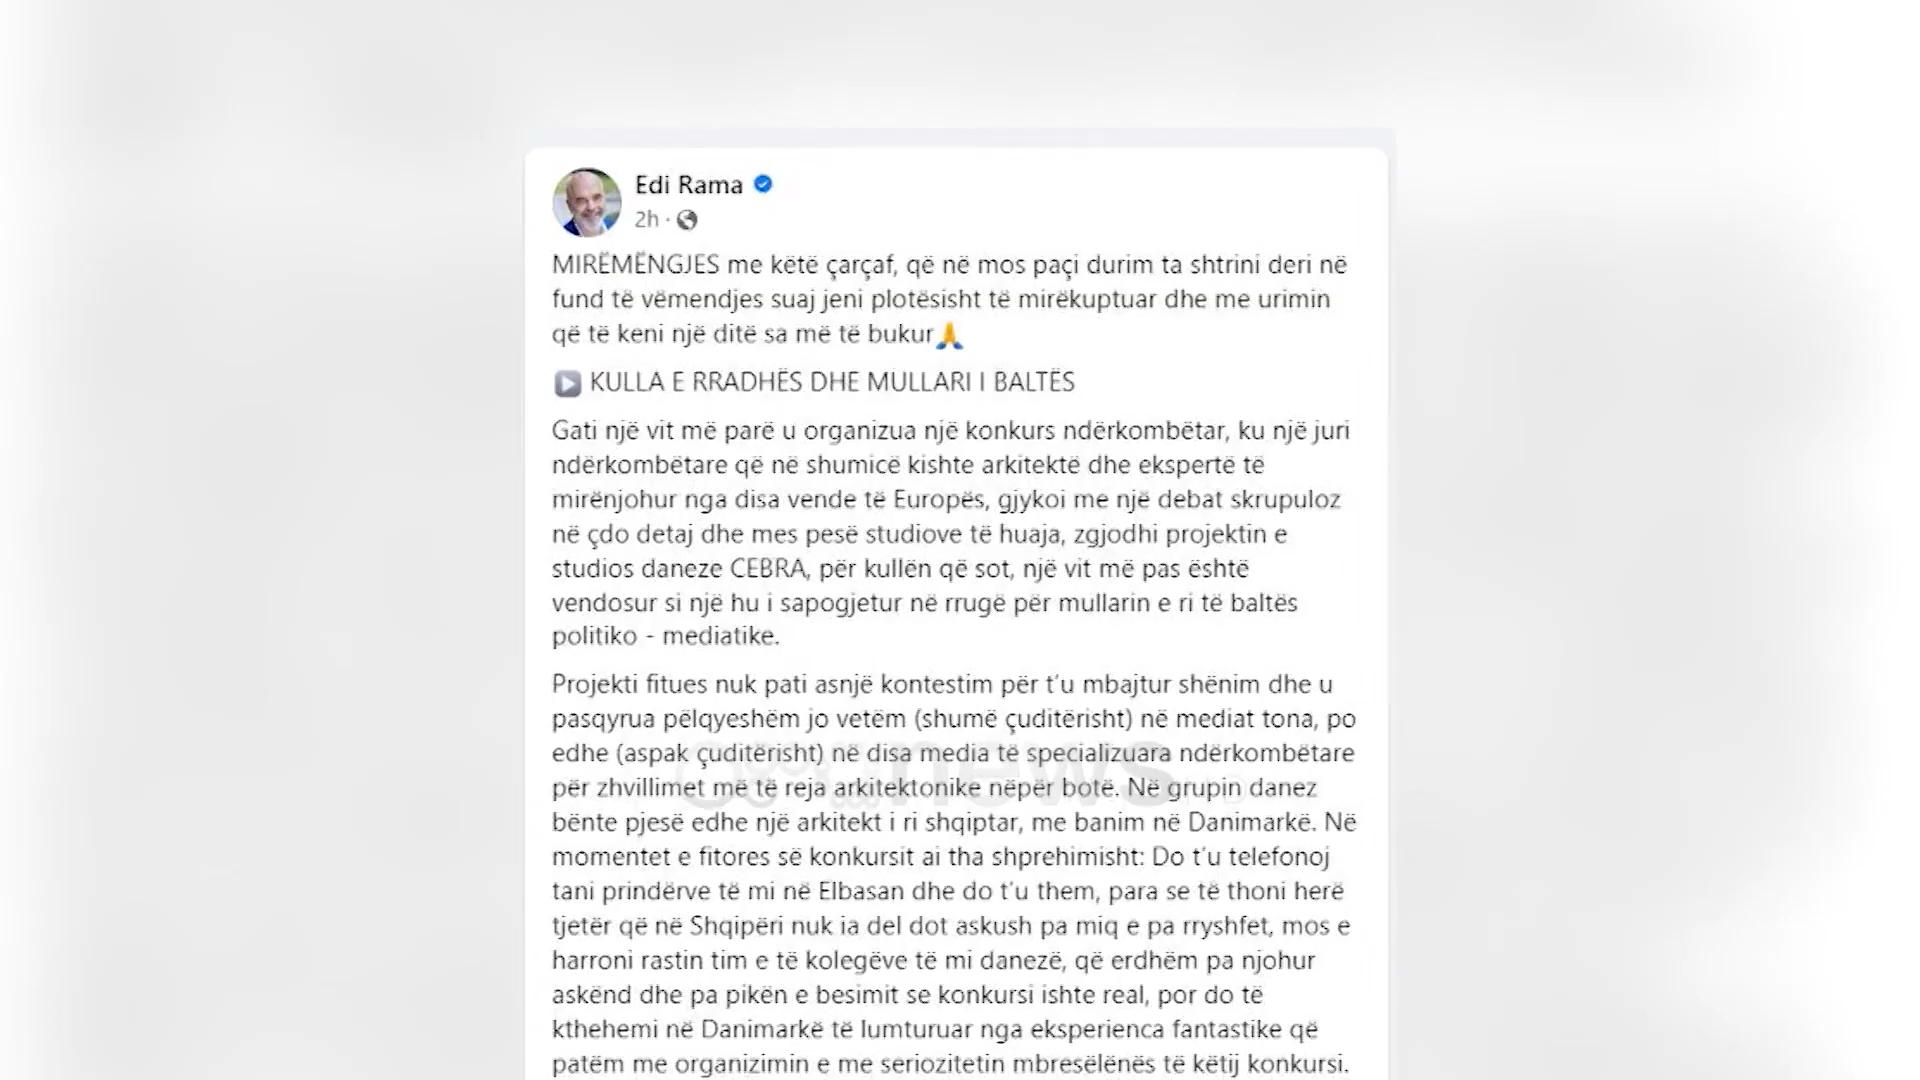 Edi Rama
2h ·
MIRËMËNGJES me këtë çarçaf, që në mos paçi durim ta shtrini deri në
fund të vëmendjes suaj jeni plotësisht të mirëkuptuar dhe me urimin
që të keni një ditë sa më të bukur🙏
▶️ KULLA E RRADHËS DHE MULLARI I BALTËS
Gati një vit më parë u organizua një konkurs ndërkombëtar, ku një juri
ndërkombëtare që në shumicë kishte arkitektë dhe ekspertë të
mirënjohur nga disa vende të Europës, gjykoi me një debat skrupuloz
në çdo detaj dhe mes pesë studiove të huaja, zgjodhi projektin e
studios daneze CEBRA, për kullën që sot, një vit më pas është
vendosur si një hu i sapogjetur në rrugë për mullarin e ri të baltës
politiko - mediatike.
Projekti fitues nuk pati asnjë kontestim për t'u mbajtur shënim dhe u
pasqyrua pëlqyeshëm jo vetëm (shumë çuditërisht) në mediat tona, po
edhe (aspak çuditërisht) në disa media të specializuara ndërkombëtare
për zhvillimet më të reja arkitektonike nëpër botë. Në grupin danez
bënte pjesë edhe një arkitekt i ri shqiptar, me banim në Danimarkë. Në
momentet e fitores së konkursit ai tha shprehimisht: Do t'u telefonoj
tani prindërve të mi në Elbasan dhe do t'u them, para se të thoni herë
tjetër që në Shqipëri nuk ia del dot askush pa miq e pa rryshfet, mos e
harroni rastin tim e të kolegëve të mi danezë, që erdhëm pa njohur
askënd dhe pa pikën e besimit se konkursi ishte real, por do të
kthehemi në Danimarkë të lumturuar nga eksperienca fantastike që
patëm me organizimin e me seriozitetin mbresëlënës të këtij konkursi.
news